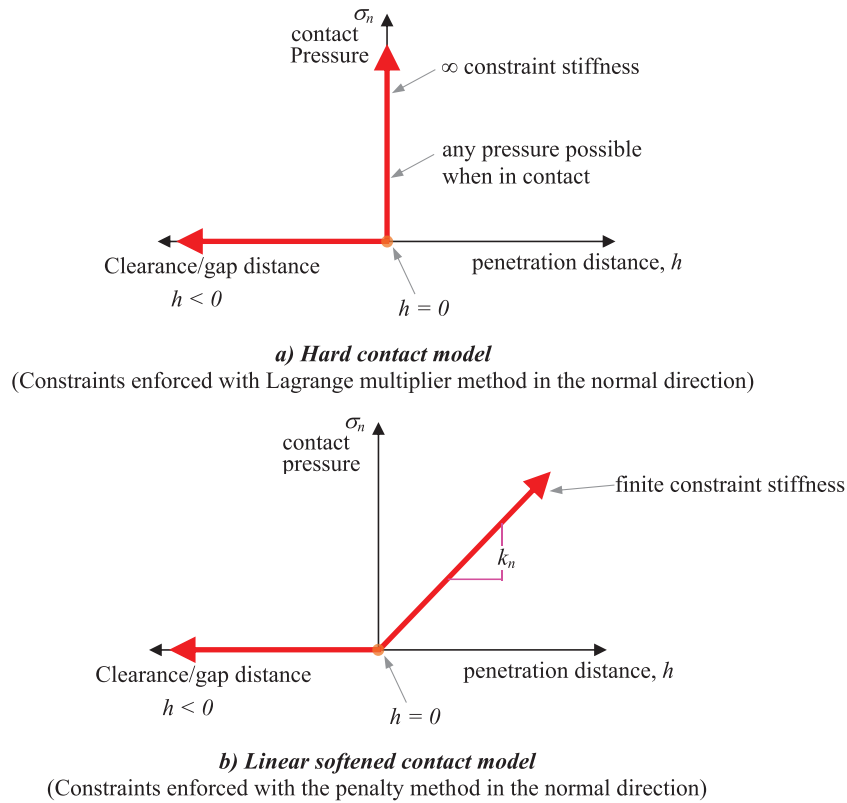 σn
contact
Pressure
∞ constraint stiffness
any pressure possible
when in contact
Clearance/gap distance
h < 0
penetration distance, h
h = 0
a) Hard contact model
(Constraints enforced with Lagrange multiplier method in the normal direction)
σn
contact
pressure
finite constraint stiffness
kn
Clearance/gap distance
h < 0
penetration distance, h
h = 0
b) Linear softened contact model
(Constraints enforced with the penalty method in the normal direction)